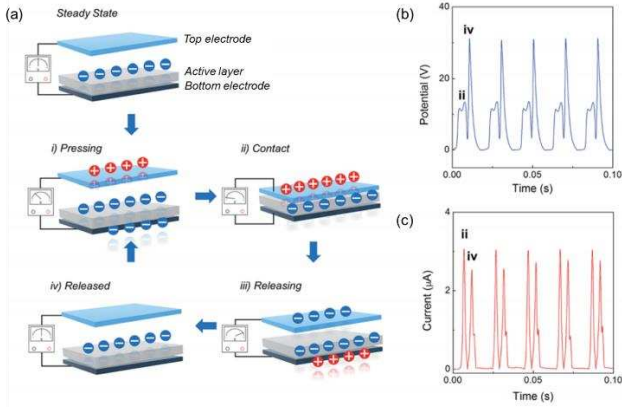 (a)
Steady State
Top electrode
Active layer
Bottom electrode
i) Pressing
ii) Contact
iv) Released
iii) Releasing
(b)
iv
ii
40
20
0
Potential (V)
0.00
0.05
0.10
Time (s)
(c)
ii
iv
4
2
0
Current (μA)
0.00
0.05
0.10
Time (s)